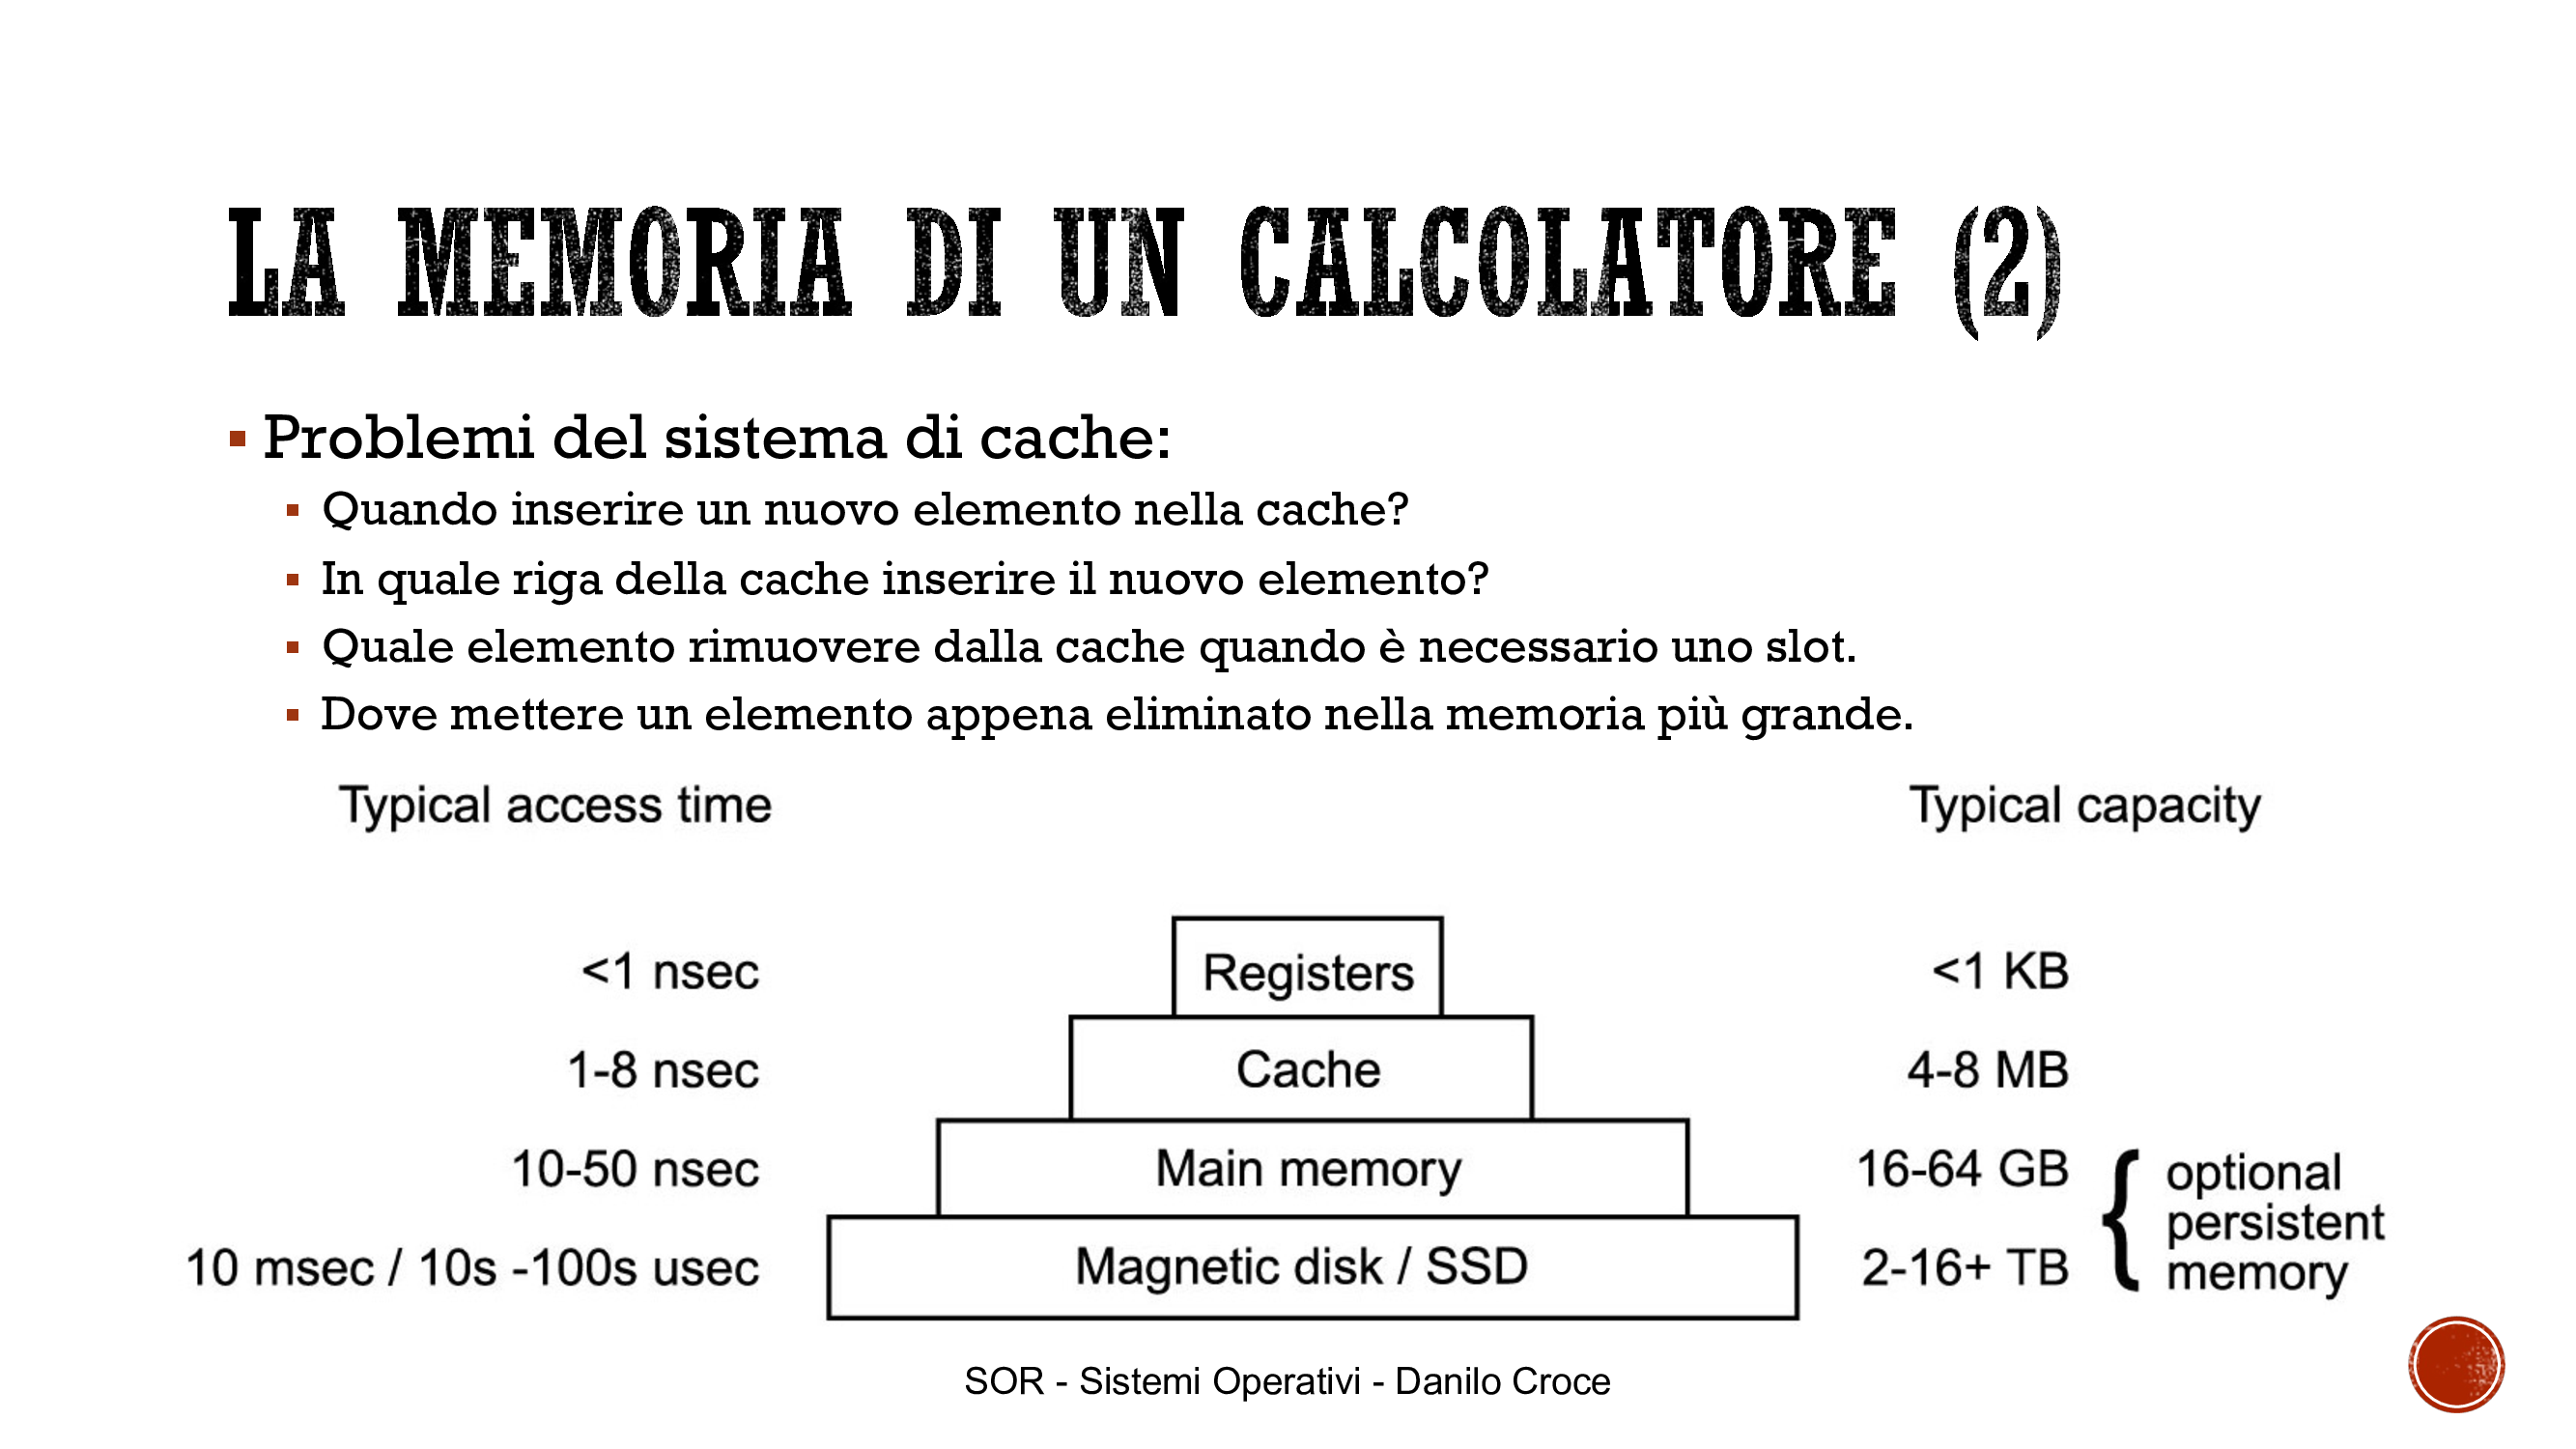 LA MEMORIA DI UN CALCOLATORE (2)
Problemi del sistema di cache:
Quando inserire un nuovo elemento nella cache?
In quale riga della cache inserire il nuovo elemento?
Quale elemento rimuovere dalla cache quando è necessario uno slot.
Dove mettere un elemento appena eliminato nella memoria più grande.
Typical access time
Typical capacity
<1 nsec
Registers
<1 KB
1-8 nsec
Cache
4-8 MB
10-50 nsec
Main memory
16-64 GB
10 msec / 10s -100s usec
Magnetic disk / SSD
2-16+ TB
optional
persistent
memory
SOR - Sistemi Operativi - Danilo Croce